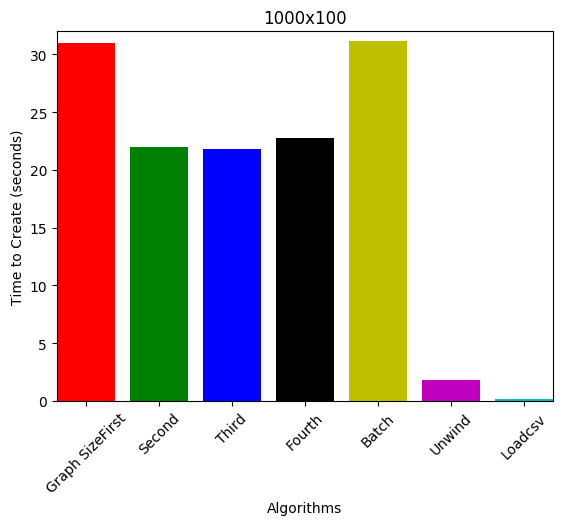 1000x100
Time to Create (seconds)
30
25
20
15
10
5
0
Graph SizeFirst
Second
Third
Fourth
Batch
Unwind
Loadcsv
Algorithms